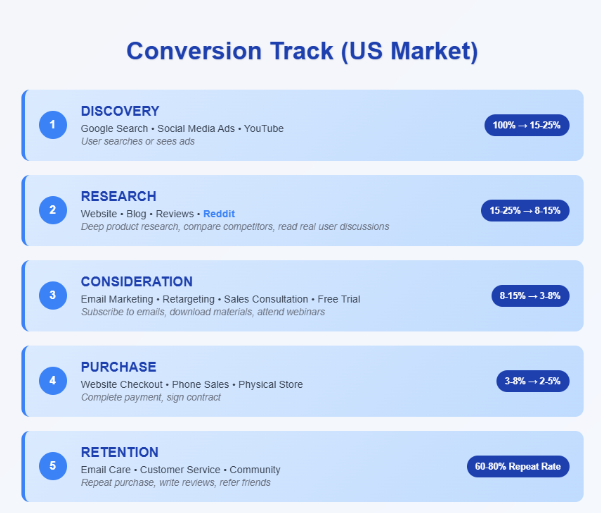 Conversion Track (US Market)
1
DISCOVERY
Google Search • Social Media Ads • YouTube
User searches or sees ads
100% → 15-25%
2
RESEARCH
Website • Blog • Reviews • Reddit
Deep product research, compare competitors, read real user discussions
15-25% → 8-15%
3
CONSIDERATION
Email Marketing • Retargeting • Sales Consultation • Free Trial
Subscribe to emails, download materials, attend webinars
8-15% → 3-8%
4
PURCHASE
Website Checkout • Phone Sales • Physical Store
Complete payment, sign contract
3-8% → 2-5%
5
RETENTION
Email Care • Customer Service • Community
Repeat purchase, write reviews, refer friends
60-80% Repeat Rate